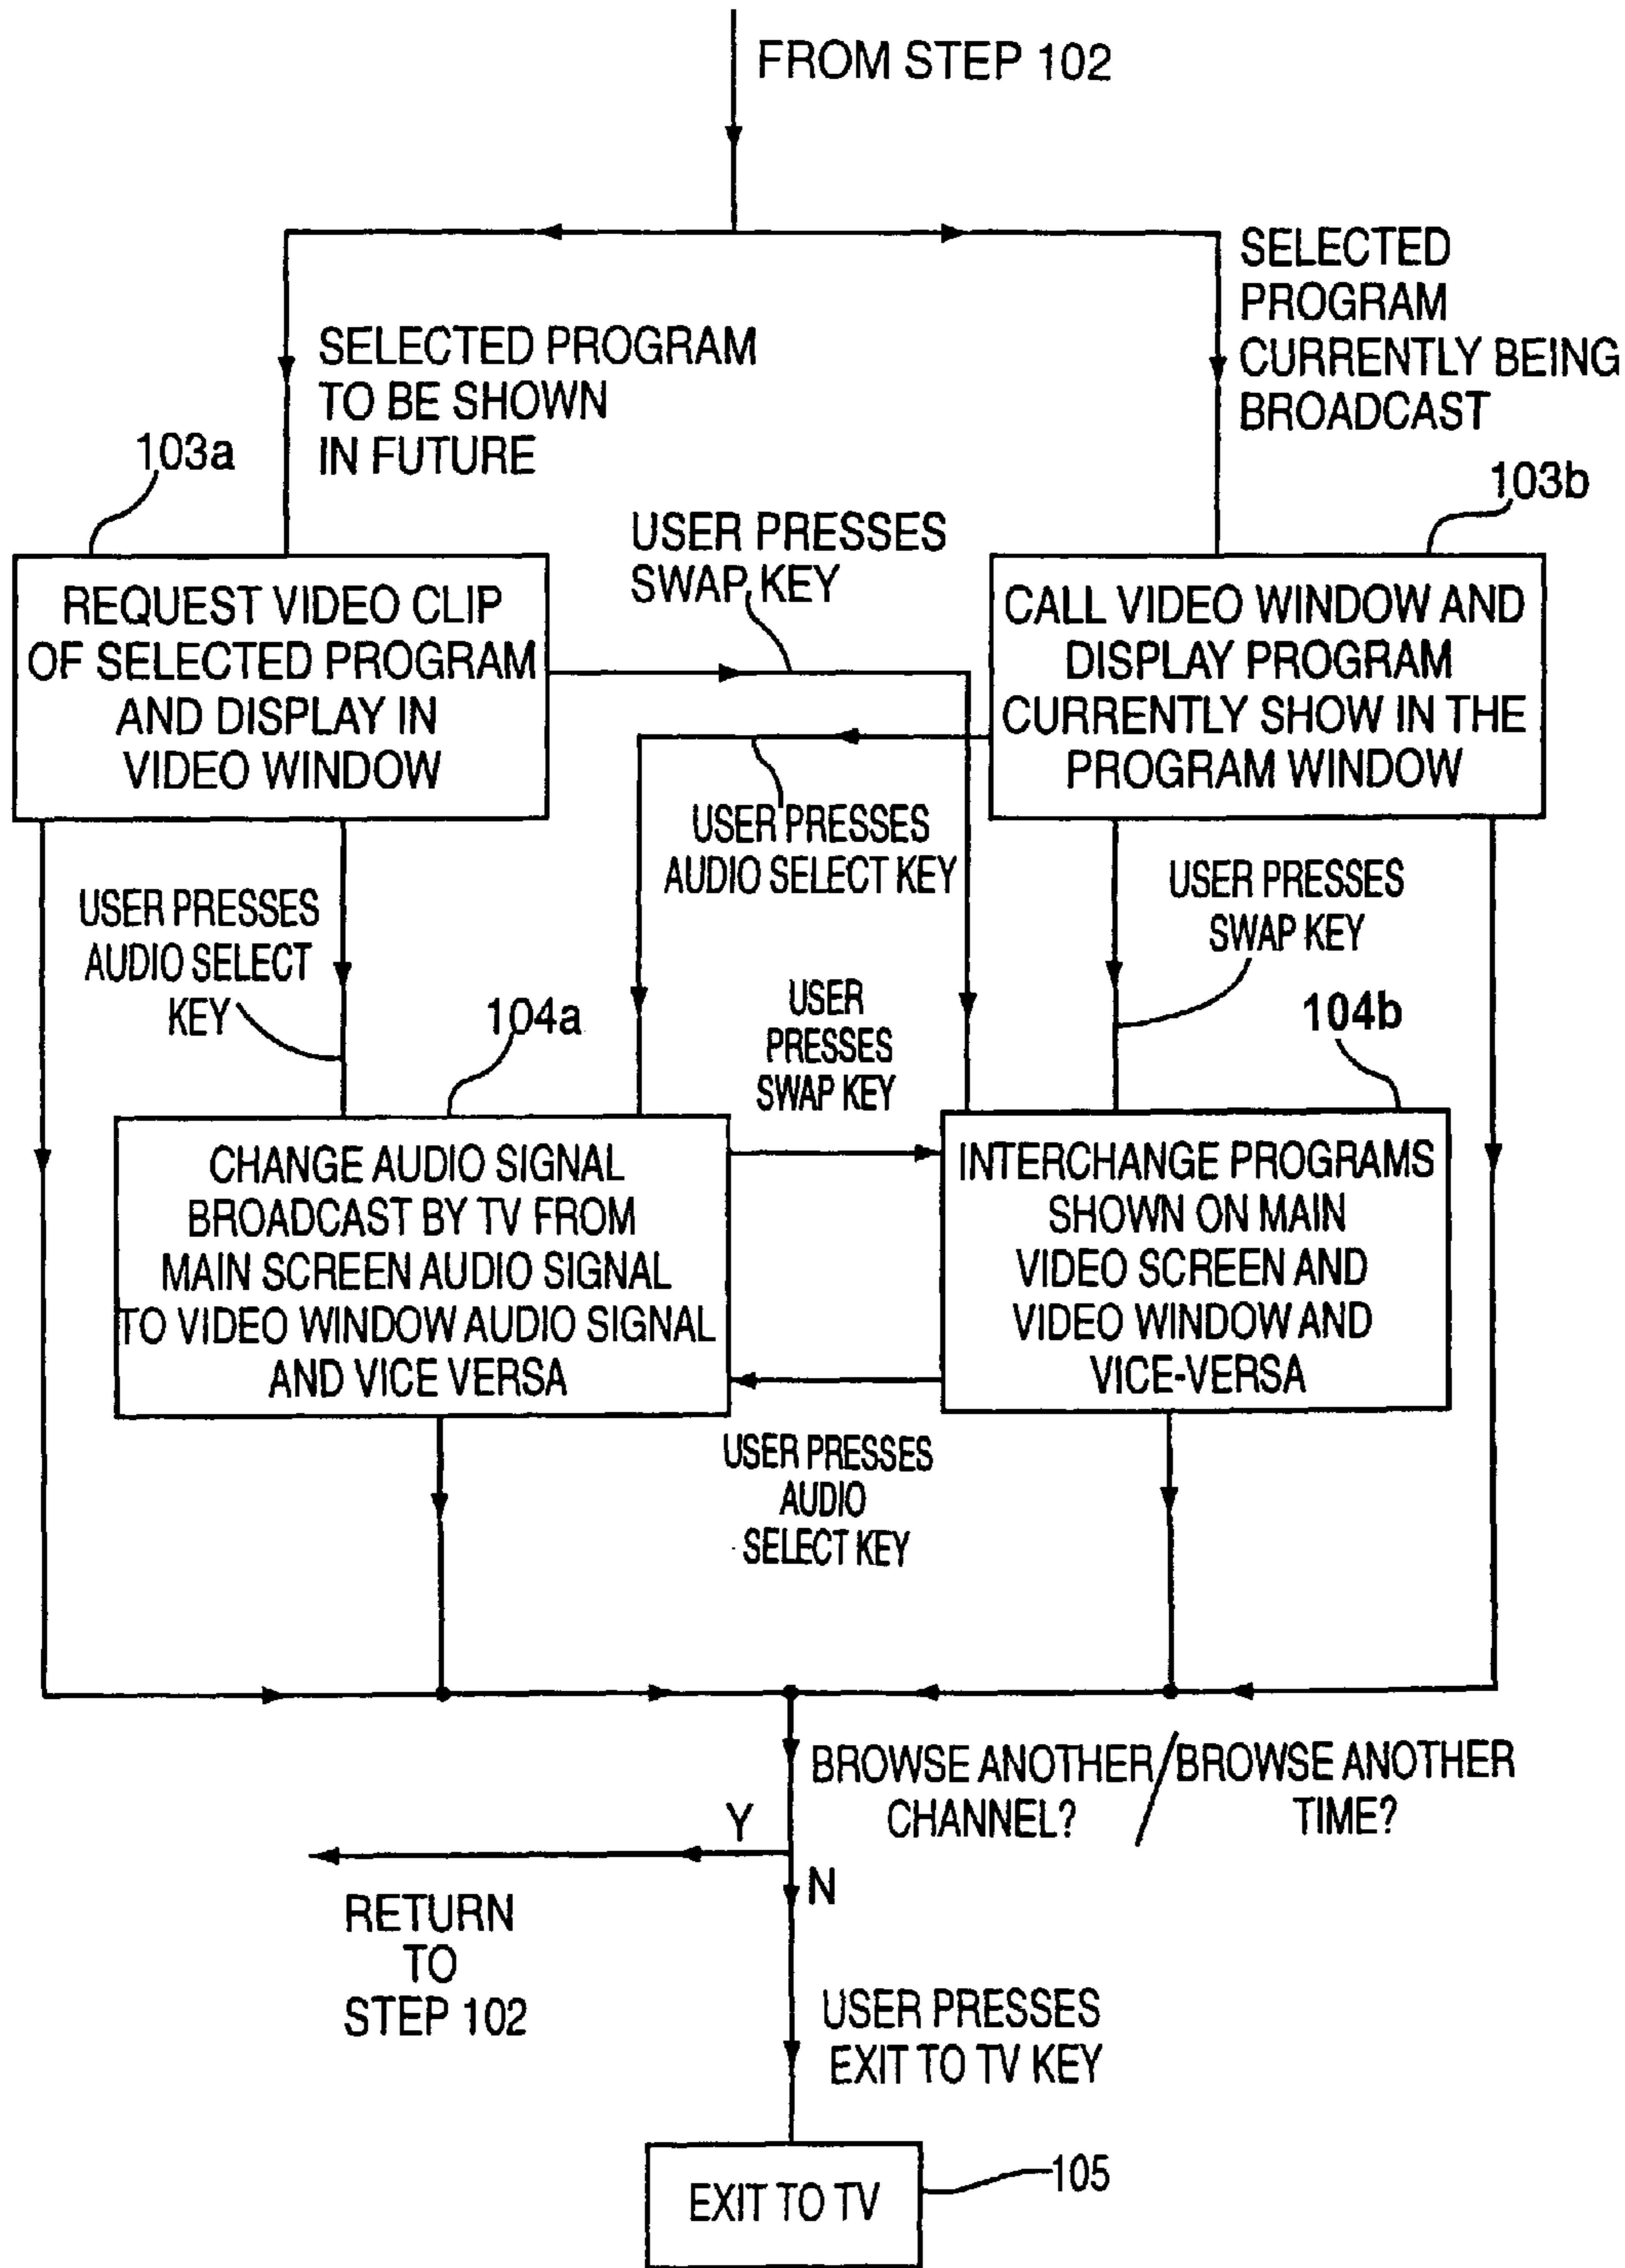 FROM STEP 102
SELECTED
PROGRAM
CURRENTLY BEING
BROADCAST
SELECTED PROGRAM
TO BE SHOWN
IN FUTURE
103a
103b
USER PRESSES
SWAP KEY
REQUEST VIDEO CLIP
OF SELECTED PROGRAM
AND DISPLAY IN
VIDEO WINDOW
CALL VIDEO WINDOW AND
DISPLAY PROGRAM
CURRENTLY SHOW IN THE
PROGRAM WINDOW
USER PRESSES
AUDIO SELECT KEY
USER PRESSES
AUDIO SELECT
KEY
USER PRESSES
SWAP KEY
104a
USER
PRESSES
SWAP KEY
104b
CHANGE AUDIO SIGNAL
BROADCAST BY TV FROM
MAIN SCREEN AUDIO SIGNAL
TO VIDEO WINDOW AUDIO SIGNAL
AND VICE VERSA
INTERCHANGE PROGRAMS
SHOWN ON MAIN
VIDEO SCREEN AND
VIDEO WINDOW AND
VICE-VERSA
USER PRESSES
AUDIO
SELECT KEY
BROWSE ANOTHER / BROWSE ANOTHER
CHANNEL? TIME?
Y
N
RETURN
TO
STEP 102
USER PRESSES
EXIT TO TV KEY
EXIT TO TV
105